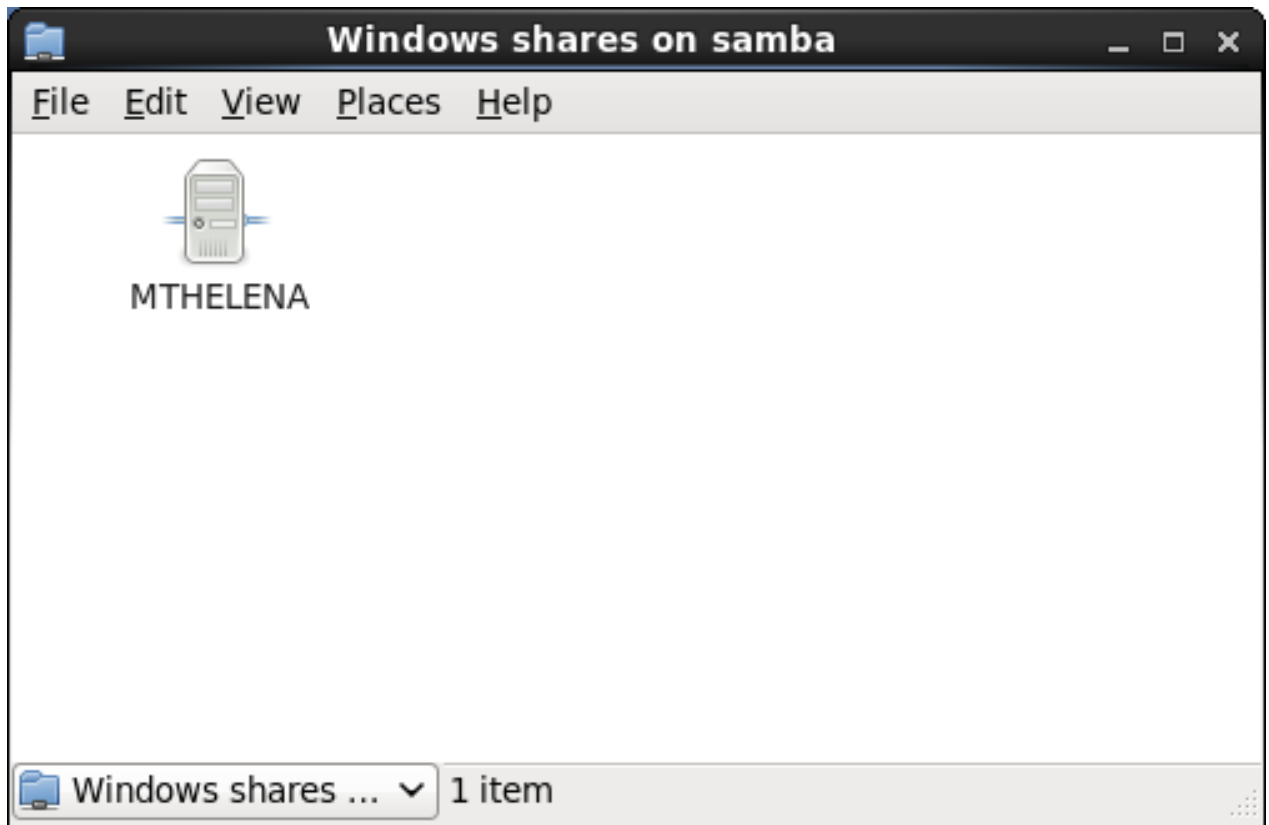 Windows shares on samba
File Edit View Places Help
MTHELENA
Windows shares ... 1 item